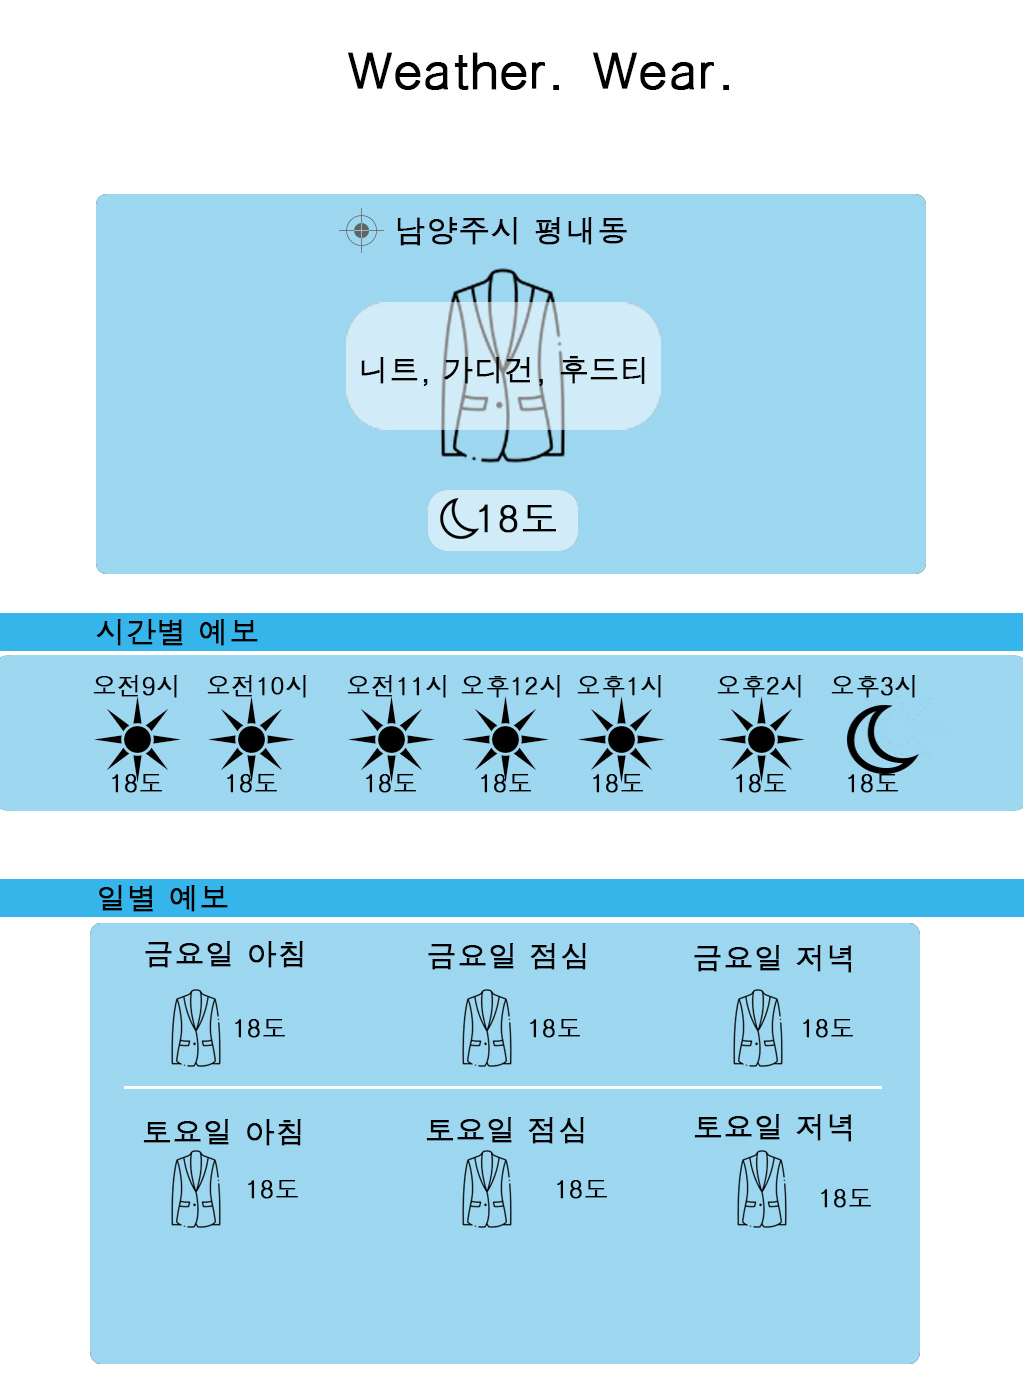 Weather. Wear.
남양주시 평내동
니트, 가디건, 후드티
18도
시간별 예보
오전9시 오전10시 오전11시 오후12시 오후1시 오후2시 오후3시
18도 18도 18도 18도 18도 18도 18도
일별 예보
금요일 아침 금요일 점심 금요일 저녁
18도 18도 18도
토요일 아침 토요일 점심 토요일 저녁
18도 18도 18도